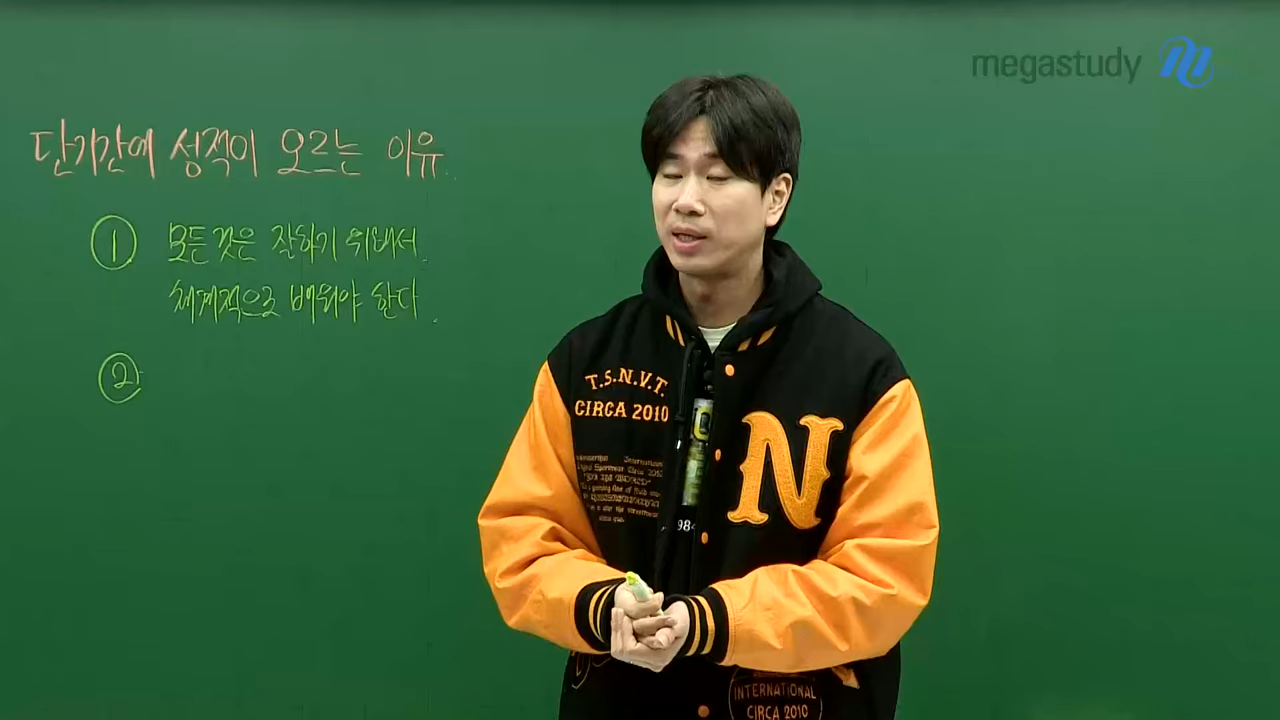 megastudy
단기간에 성적이 오르는 이유..
① 모든 것은 잘하기 위해서.
체계적으로 배워야 한다.
②
T.S.N.V.T.
CIRCA 2010
N
984
INTERNATIONAL
CIRCA 2010